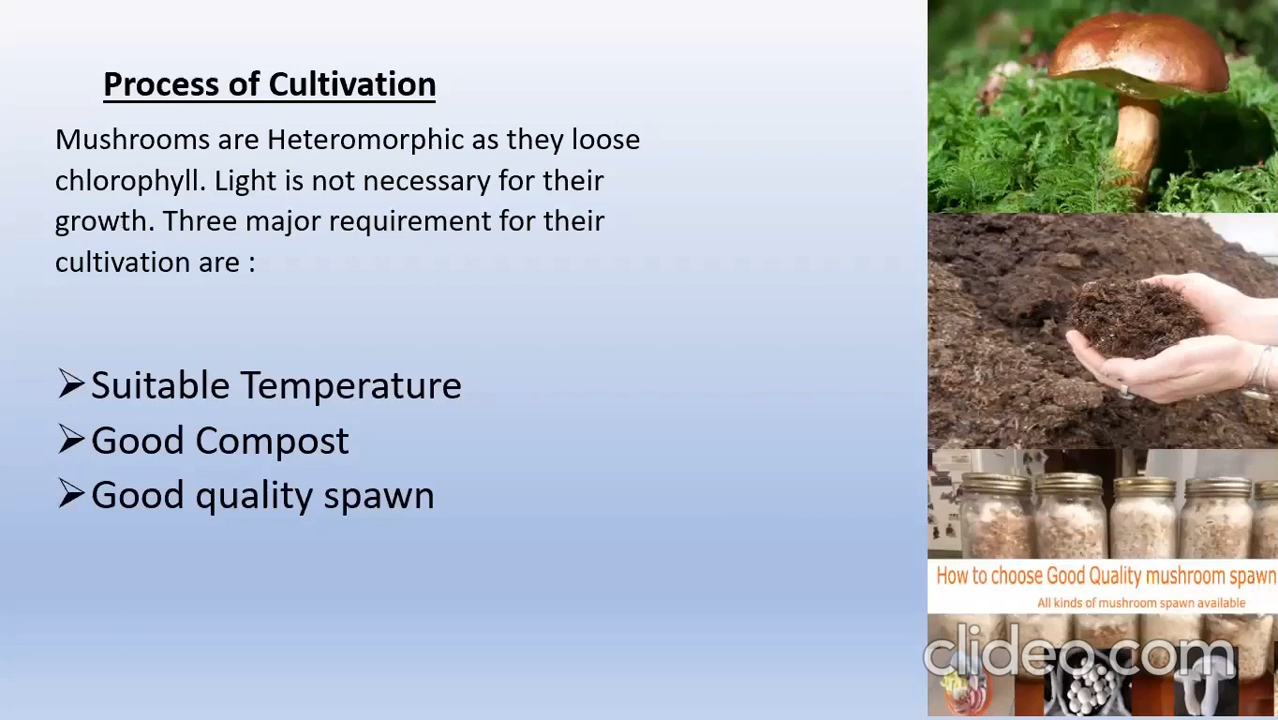 Process of Cultivation
Mushrooms are Heteromorphic as they loose
chlorophyll. Light is not necessary for their
growth. Three major requirement for their
cultivation are :
➢Suitable Temperature
➢Good Compost
➢Good quality spawn
How to choose Good Quality mushroom spawn
All kinds of mushroom spawn available
clideo.com